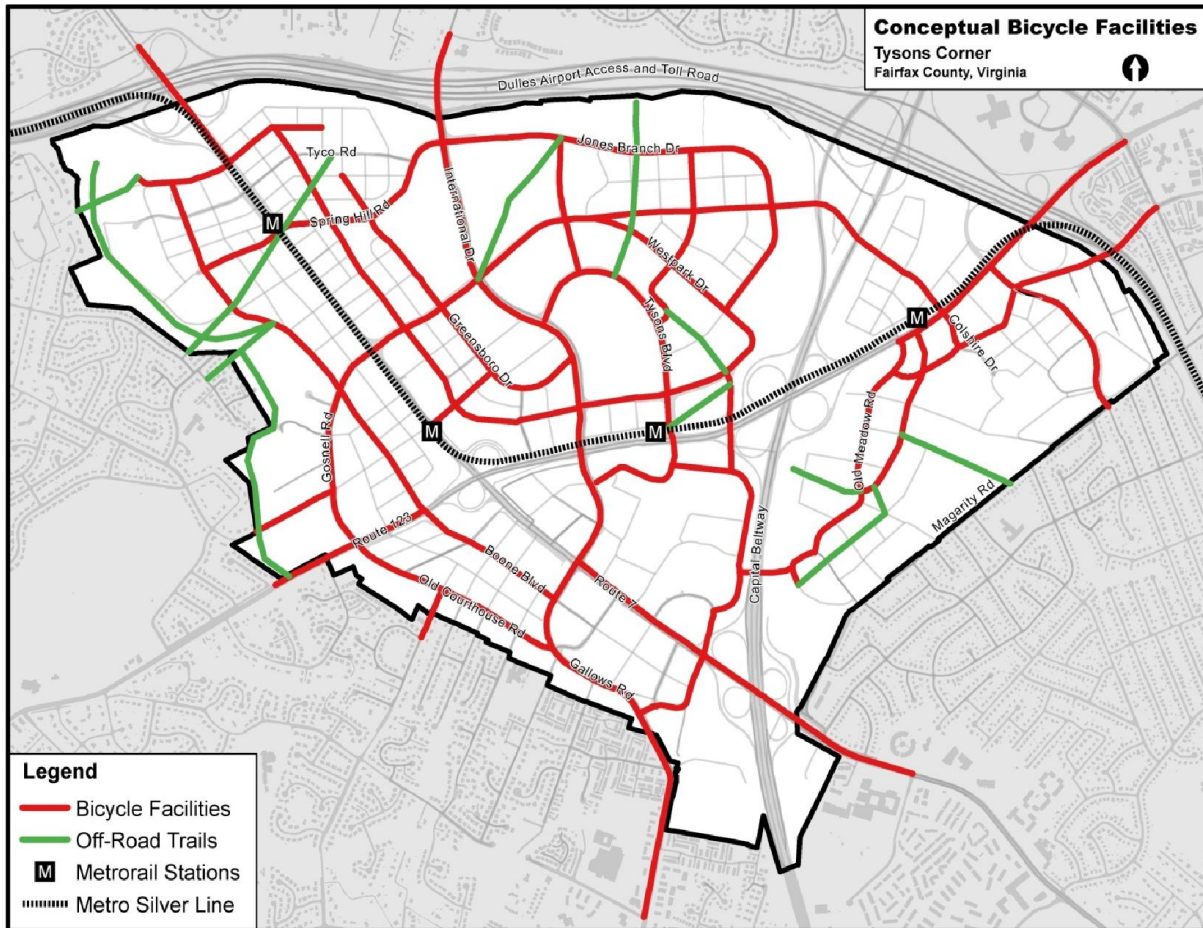 Conceptual Bicycle Facilities
Tysons Corner
Fairfax County, Virginia
Dulles Airport Access and Toll Road
Jones Branch Dr
Tyco Rd
International Dr
Spring Hill Rd
M
Westpark Dr
Tysons Blvd
Greensboro Dr
M
Colshire Dr
Old Meadow Rd
Gosnell Rd
M
M
Magarity Rd
Route 123
Boone Blvd
Route 7
Capital Beltway
Old Courthouse Rd
Gallows Rd
Legend
Bicycle Facilities
Off-Road Trails
M Metrorail Stations
Metro Silver Line